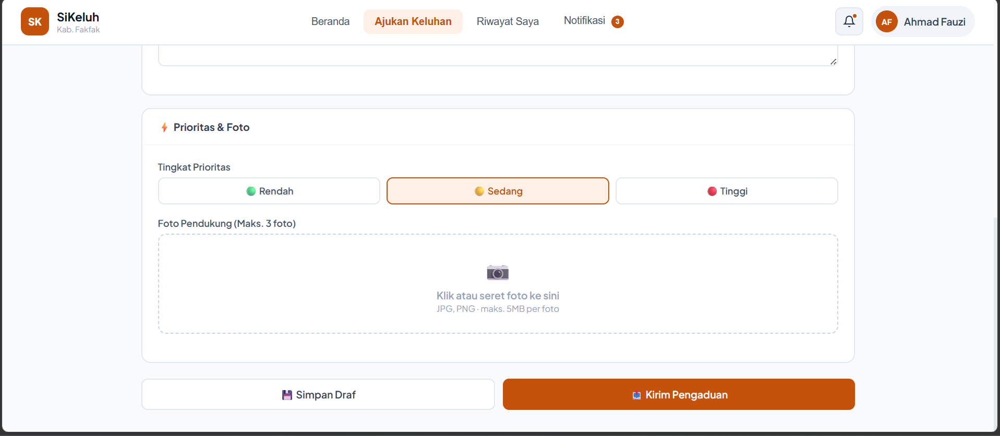 SK
SiKeluh
Kab. Fakfak
Beranda
Ajukan Keluhan
Riwayat Saya
Notifikasi 3
AF
Ahmad Fauzi
Prioritas & Foto
Tingkat Prioritas
Rendah
Sedang
Tinggi
Foto Pendukung (Maks. 3 foto)
Klik atau seret foto ke sini
JPG, PNG · maks. 5MB per foto
Simpan Draf
Kirim Pengaduan